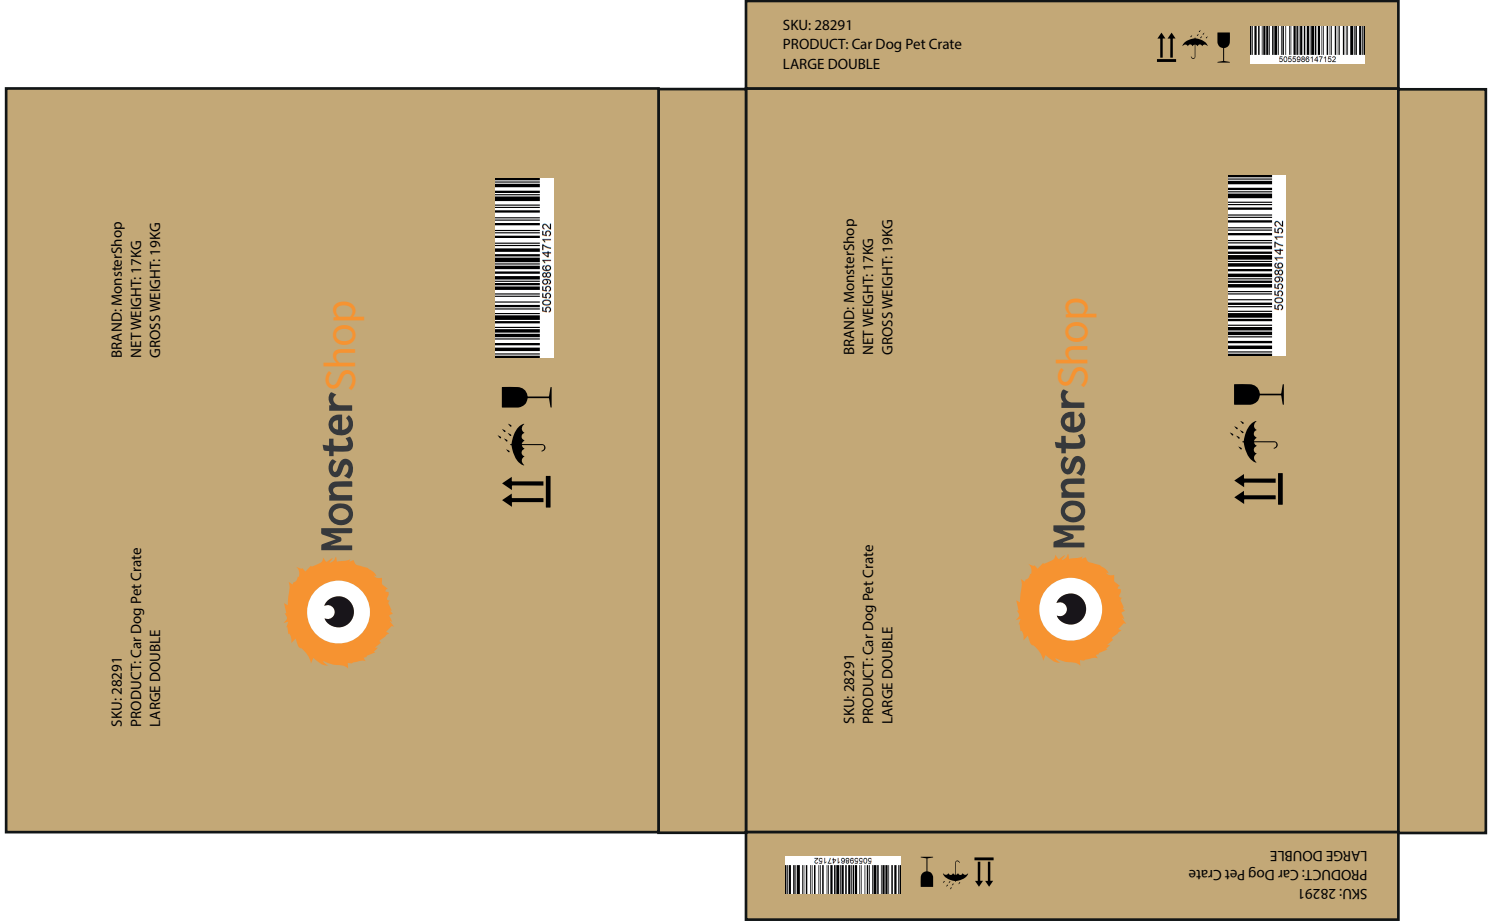 SKU: 28291
PRODUCT: Car Dog Pet Crate
LARGE DOUBLE
5055986147152
BRAND: MonsterShop
NET WEIGHT: 17KG
GROSS WEIGHT: 19KG
SKU: 28291
PRODUCT: Car Dog Pet Crate
LARGE DOUBLE
MonsterShop
5055986147152
BRAND: MonsterShop
NET WEIGHT: 17KG
GROSS WEIGHT: 19KG
SKU: 28291
PRODUCT: Car Dog Pet Crate
LARGE DOUBLE
MonsterShop
5055986147152
SKU: 28291
PRODUCT: Car Dog Pet Crate
LARGE DOUBLE
5055986147152